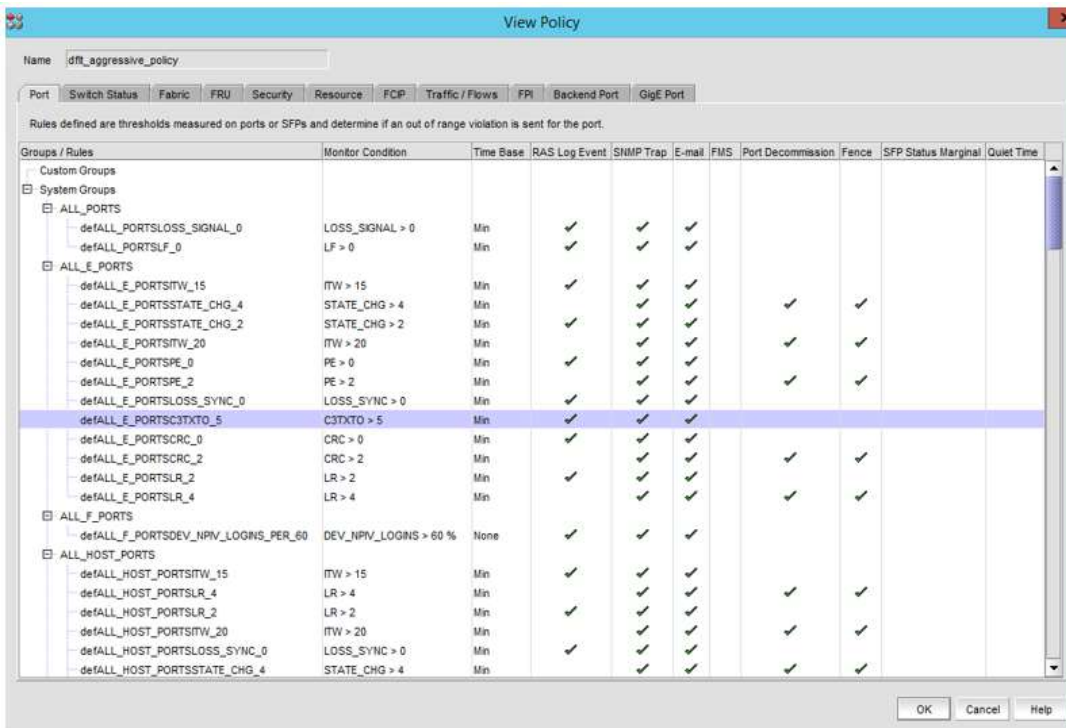 View Policy
Name dflt_aggressive_policy
Port Switch Status Fabric FRU Security Resource FCIP Traffic / Flows FPI Backend Port GigE Port
Rules defined are thresholds measured on ports or SFPs and determine if an out of range violation is sent for the port.
Groups / Rules Monitor Condition Time Base RAS Log Event SNMP Trap E-mail FMS Port Decommission Fence SFP Status Marginal Quiet Time
Custom Groups
System Groups
ALL_PORTS
defALL_PORTSLOSS_SIGNAL_0 LOSS_SIGNAL > 0 Min ✔ ✔ ✔
defALL_PORTSLF_0 LF > 0 Min ✔ ✔ ✔
ALL_E_PORTS
defALL_E_PORTSITW_15 ITW > 15 Min ✔ ✔ ✔
defALL_E_PORTSSTATE_CHG_4 STATE_CHG > 4 Min ✔ ✔ ✔ ✔
defALL_E_PORTSSTATE_CHG_2 STATE_CHG > 2 Min ✔ ✔ ✔
defALL_E_PORTSITW_20 ITW > 20 Min ✔ ✔ ✔ ✔
defALL_E_PORTSPE_0 PE > 0 Min ✔ ✔ ✔
defALL_E_PORTSPE_2 PE > 2 Min ✔ ✔ ✔ ✔
defALL_E_PORTSLOSS_SYNC_0 LOSS_SYNC > 0 Min ✔ ✔ ✔
defALL_E_PORTSC3TXTO_5 C3TXTO > 5 Min ✔ ✔ ✔
defALL_E_PORTSCRC_0 CRC > 0 Min ✔ ✔ ✔
defALL_E_PORTSCRC_2 CRC > 2 Min ✔ ✔ ✔ ✔
defALL_E_PORTSLR_2 LR > 2 Min ✔ ✔ ✔
defALL_E_PORTSLR_4 LR > 4 Min ✔ ✔ ✔ ✔
ALL_F_PORTS
defALL_F_PORTSDEV_NPIV_LOGINS_PER_60 DEV_NPIV_LOGINS > 60 % None ✔ ✔ ✔
ALL_HOST_PORTS
defALL_HOST_PORTSITW_15 ITW > 15 Min ✔ ✔ ✔
defALL_HOST_PORTSLR_4 LR > 4 Min ✔ ✔ ✔ ✔
defALL_HOST_PORTSLR_2 LR > 2 Min ✔ ✔ ✔
defALL_HOST_PORTSITW_20 ITW > 20 Min ✔ ✔ ✔ ✔
defALL_HOST_PORTSLOSS_SYNC_0 LOSS_SYNC > 0 Min ✔ ✔ ✔
defALL_HOST_PORTSSTATE_CHG_4 STATE_CHG > 4 Min ✔ ✔ ✔ ✔
OK Cancel Help